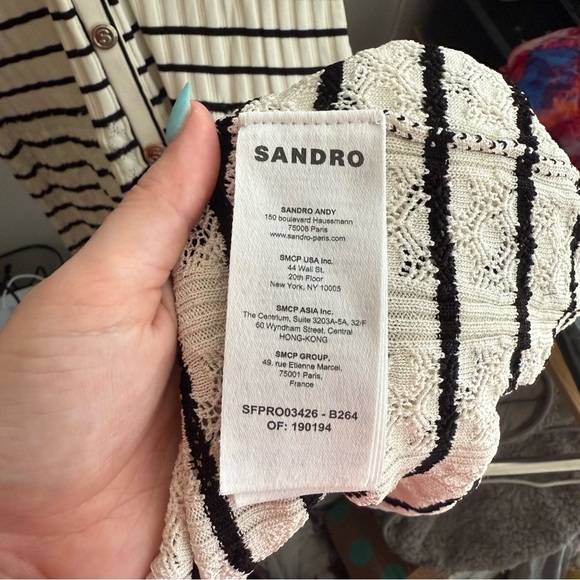 SANDRO
SANDRO ANDY
150 boulevard Haussmann
75008 Paris
www.sandro-paris.com
SMCP USA Inc.
44 Wall St.
20th Floor
New York, NY 10005
SMCP ASIA Inc.
The Centrium, Suite 3203A-5A, 32/F
60 Wyndham Street, Central
HONG-KONG
SMCP GROUP,
49, rue Etienne Marcel,
75001 Paris,
France
SFPRO03426 - B264
OF: 190194